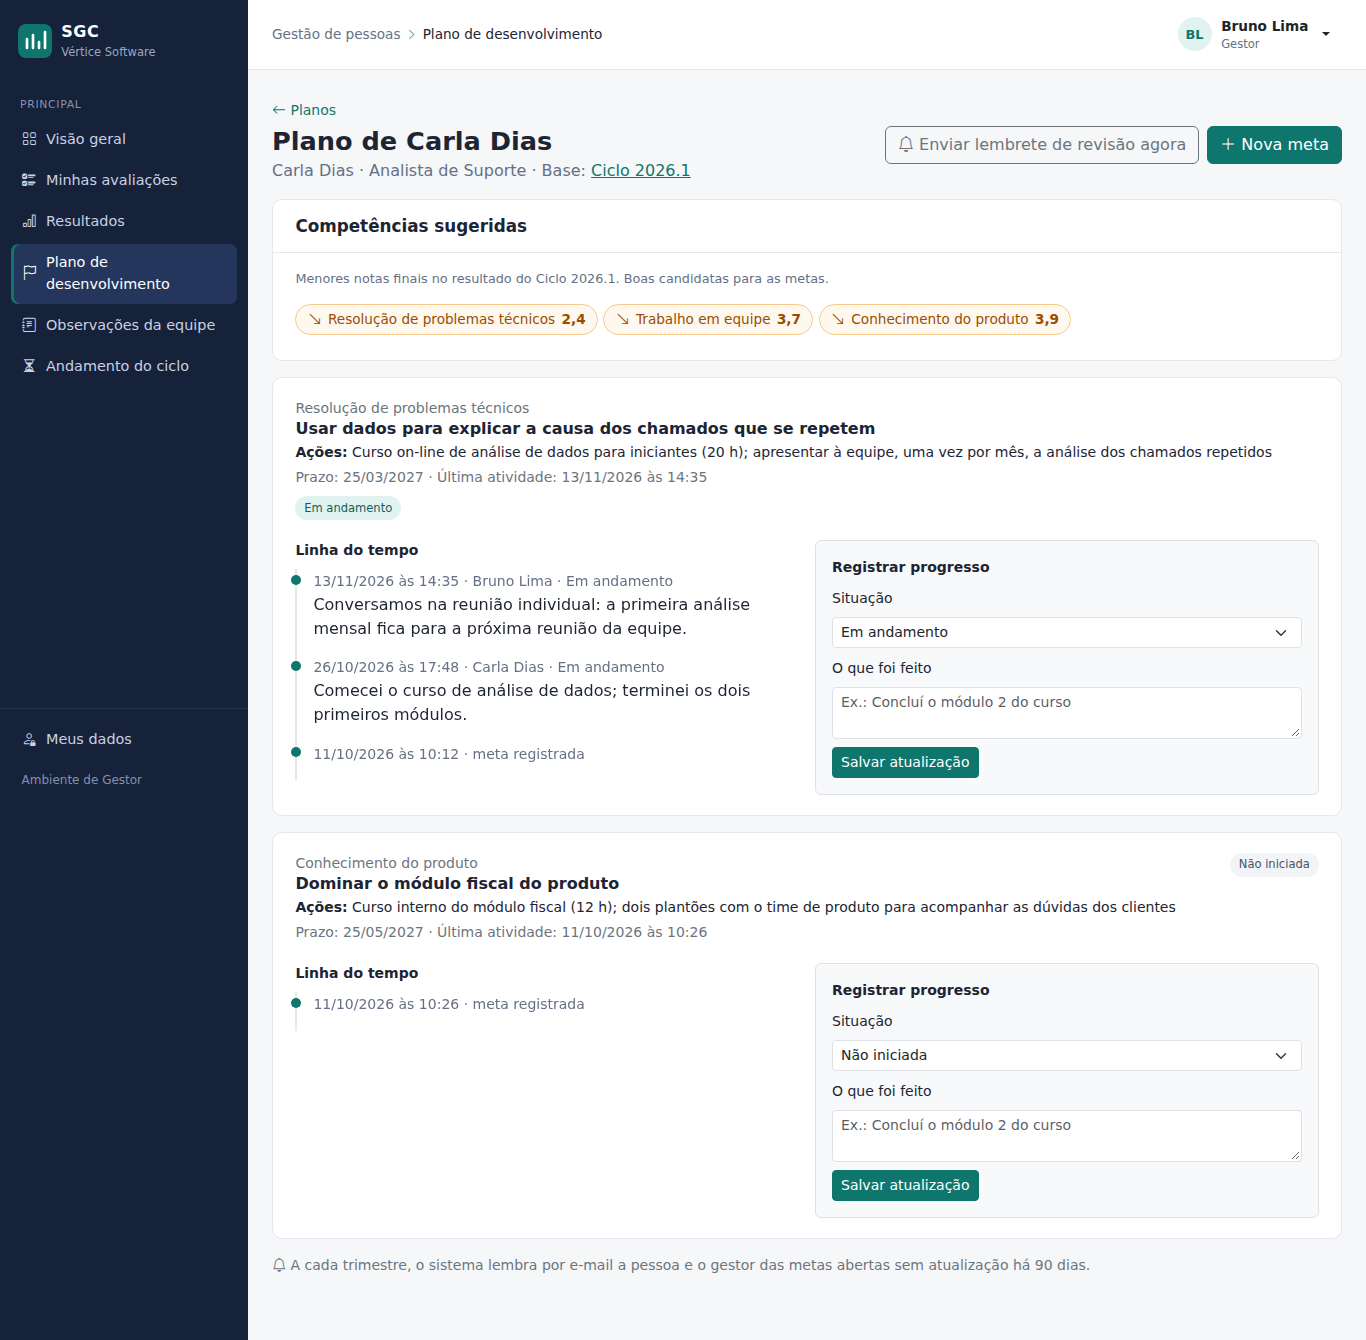 SGC
Vértice Software
PRINCIPAL
Visão geral
Minhas avaliações
Resultados
Plano de
desenvolvimento
Observações da equipe
Andamento do ciclo
Meus dados
Ambiente de Gestor
Gestão de pessoas
Plano de desenvolvimento
BL
Bruno Lima
Gestor
← Planos
Plano de Carla Dias
Carla Dias · Analista de Suporte · Base: Ciclo 2026.1
Enviar lembrete de revisão agora
+ Nova meta
Competências sugeridas
Menores notas finais no resultado do Ciclo 2026.1. Boas candidatas para as metas.
Resolução de problemas técnicos 2,4
Trabalho em equipe 3,7
Conhecimento do produto 3,9
Resolução de problemas técnicos
Usar dados para explicar a causa dos chamados que se repetem
Ações: Curso on-line de análise de dados para iniciantes (20 h); apresentar à equipe, uma vez por mês, a análise dos chamados repetidos
Prazo: 25/03/2027 · Última atividade: 13/11/2026 às 14:35
Em andamento
Linha do tempo
13/11/2026 às 14:35 · Bruno Lima · Em andamento
Conversamos na reunião individual: a primeira análise
mensal fica para a próxima reunião da equipe.
26/10/2026 às 17:48 · Carla Dias · Em andamento
Comecei o curso de análise de dados; terminei os dois
primeiros módulos.
11/10/2026 às 10:12 · meta registrada
Registrar progresso
Situação
Em andamento
O que foi feito
Ex.: Concluí o módulo 2 do curso
Salvar atualização
Conhecimento do produto
Não iniciada
Dominar o módulo fiscal do produto
Ações: Curso interno do módulo fiscal (12 h); dois plantões com o time de produto para acompanhar as dúvidas dos clientes
Prazo: 25/05/2027 · Última atividade: 11/10/2026 às 10:26
Linha do tempo
11/10/2026 às 10:26 · meta registrada
Registrar progresso
Situação
Não iniciada
O que foi feito
Ex.: Concluí o módulo 2 do curso
Salvar atualização
A cada trimestre, o sistema lembra por e-mail a pessoa e o gestor das metas abertas sem atualização há 90 dias.